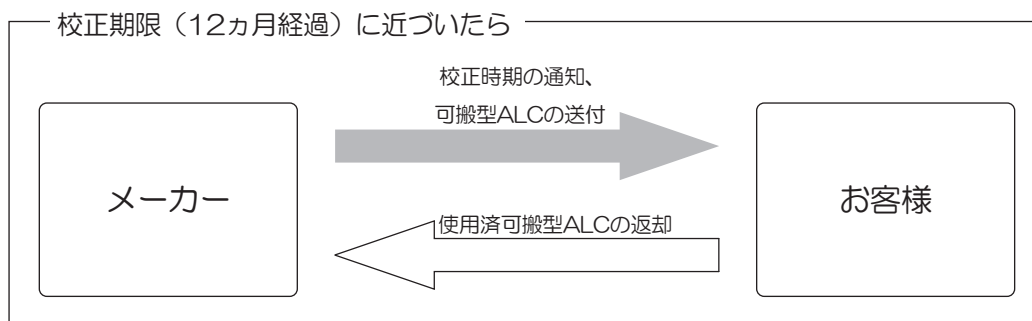 校正期限（12ヵ月経過）に近づいたら
校正時期の通知、
可搬型ALCの送付
メーカー
お客様
使用済可搬型ALCの返却